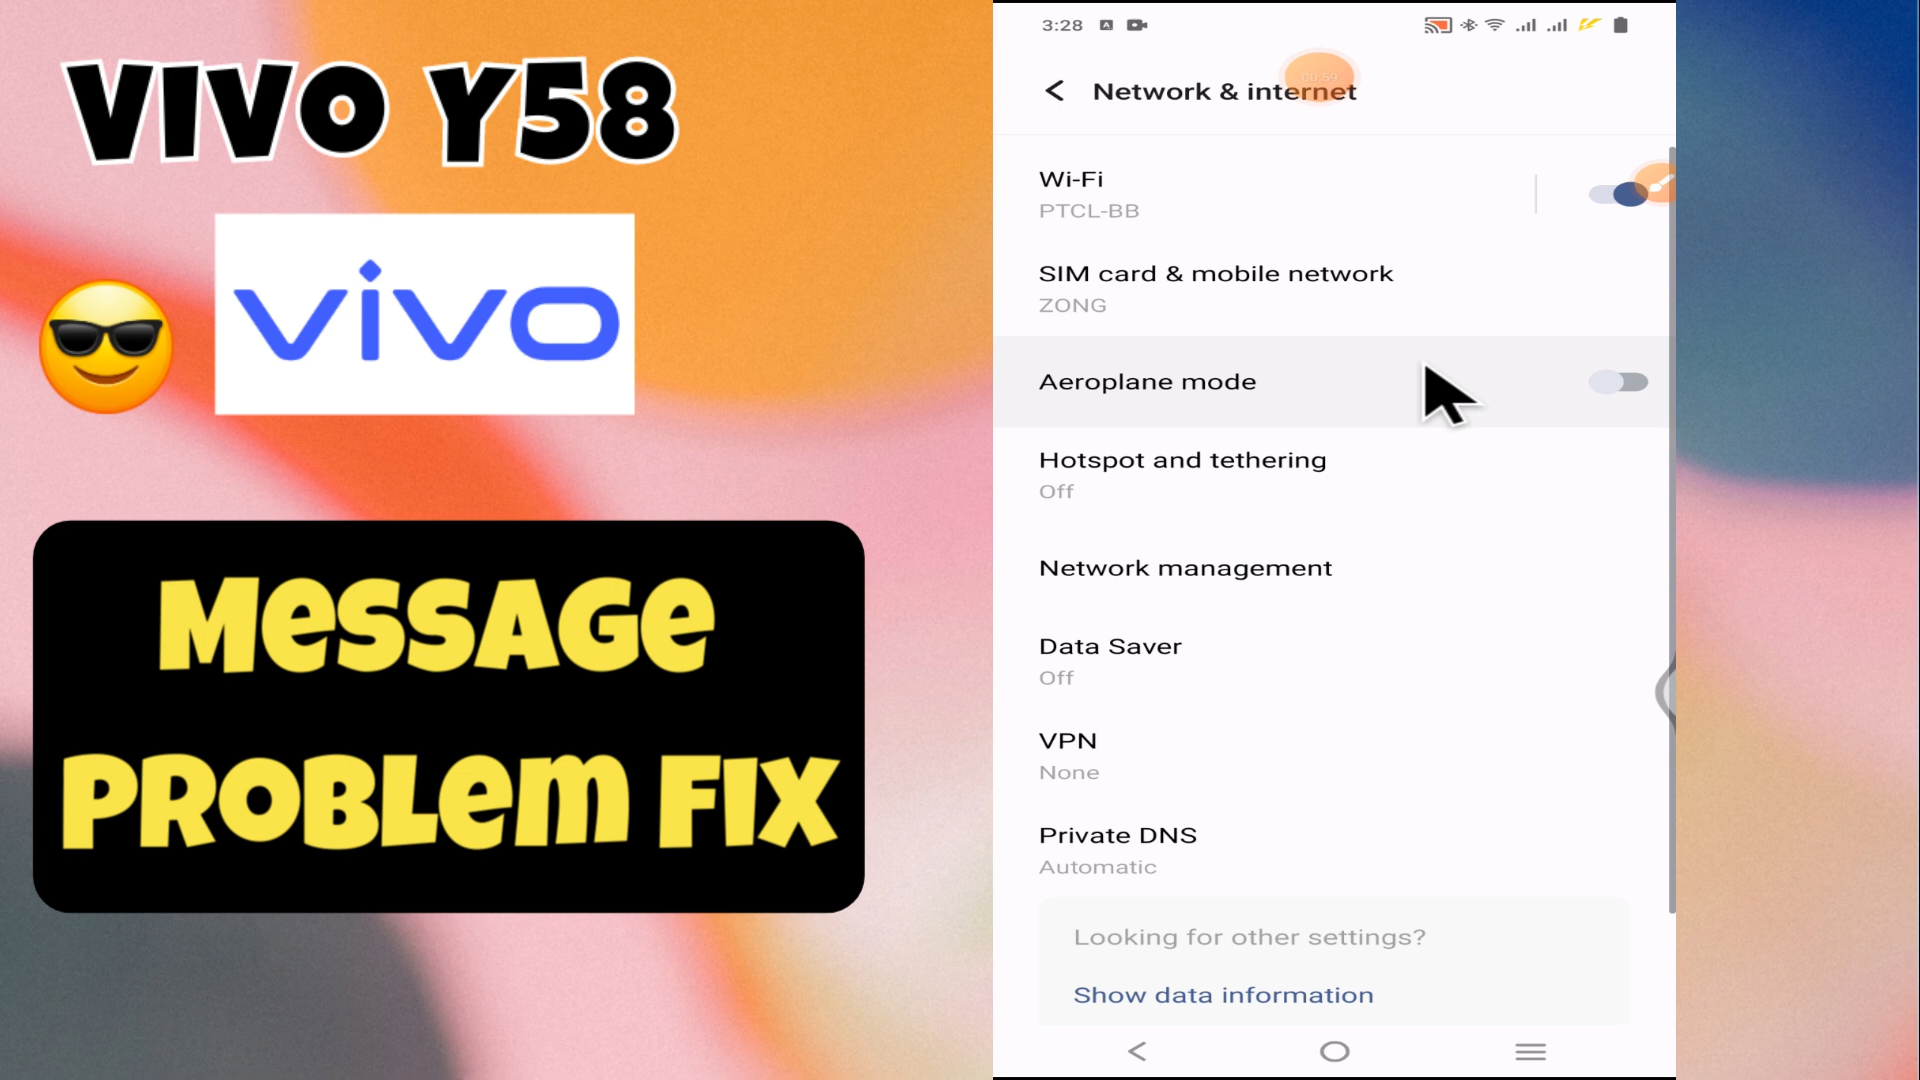 VIVO Y58
vivo
MESSAGE
PROBLEM FIX
3:28
00:59
Network & internet
Wi-Fi
PTCL-BB
SIM card & mobile network
ZONG
Aeroplane mode
Hotspot and tethering
Off
Network management
Data Saver
Off
VPN
None
Private DNS
Automatic
Looking for other settings?
Show data information